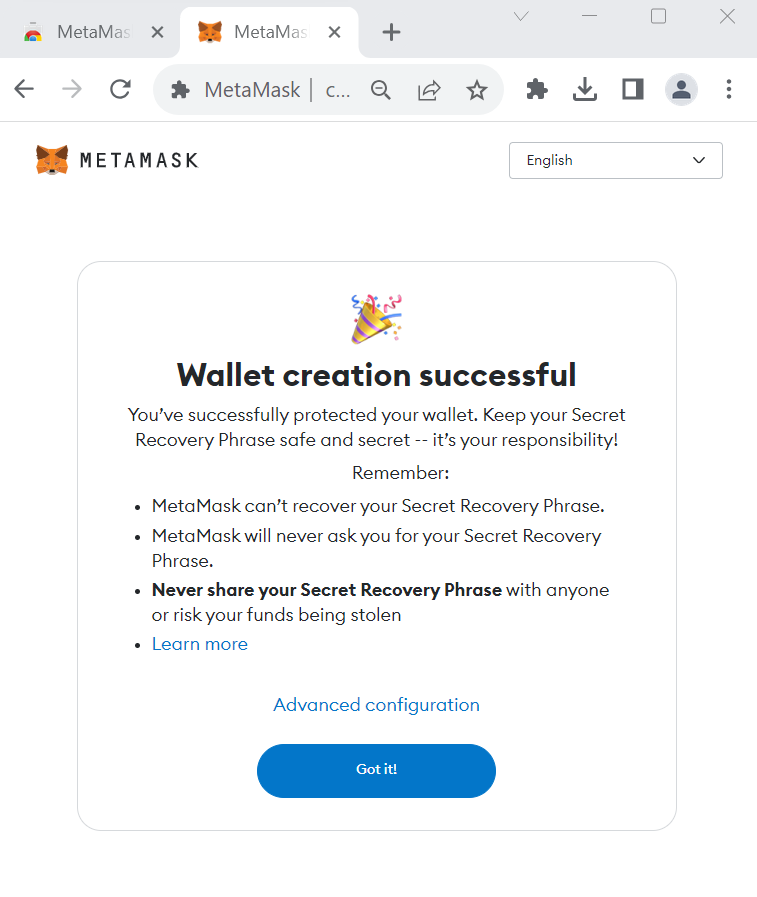 MetaMas
MetaMas
MetaMask | c...
METAMASK
English
Wallet creation successful
You’ve successfully protected your wallet. Keep your Secret
Recovery Phrase safe and secret -- it’s your responsibility!
Remember:
• MetaMask can’t recover your Secret Recovery Phrase.
• MetaMask will never ask you for your Secret Recovery
Phrase.
• Never share your Secret Recovery Phrase with anyone
or risk your funds being stolen
• Learn more
Advanced configuration
Got it!